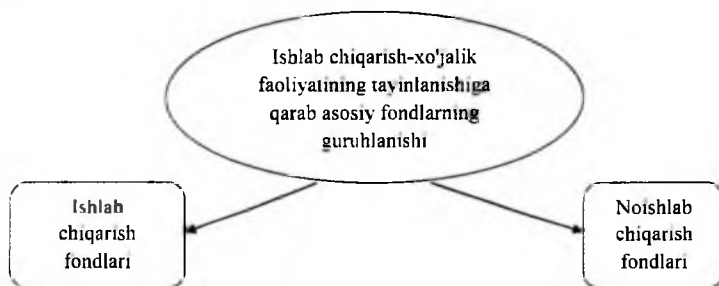 Ishlab chiqarish-xo'jalik
faoliyatining tayinlanishiga
qarab asosiy fondlarning
guruhlanishi
Ishlab
chiqarish
fondlari
Noishlab
chiqarish
fondlari